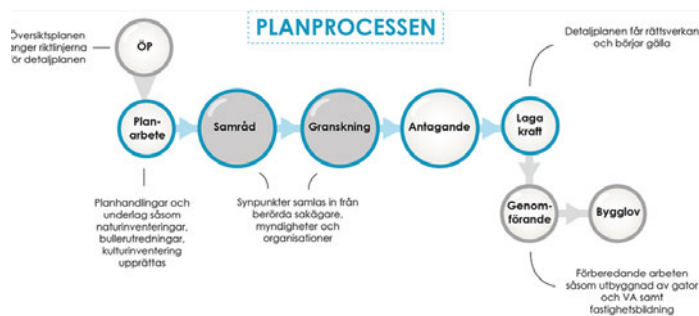 PLANPROCESSEN
Översiktsplanen
anger riktlinjerna
för detaljplanen
ÖP
Detaljplanen får rättsverkan
och börjar gälla
Plan-
arbete
Samråd
Granskning
Antagande
Laga
kraft
Planhandlingar och
underlag såsom
naturinventeringar,
bullerutredningar,
kulturinventering
upprättas
Synpunkter samlas in från
berörda sakägare,
myndigheter och
organisationer
Genom-
förande
Bygglov
Förberedande arbeten
såsom utbyggnad av gator
och VA samt
fastighetsbildning